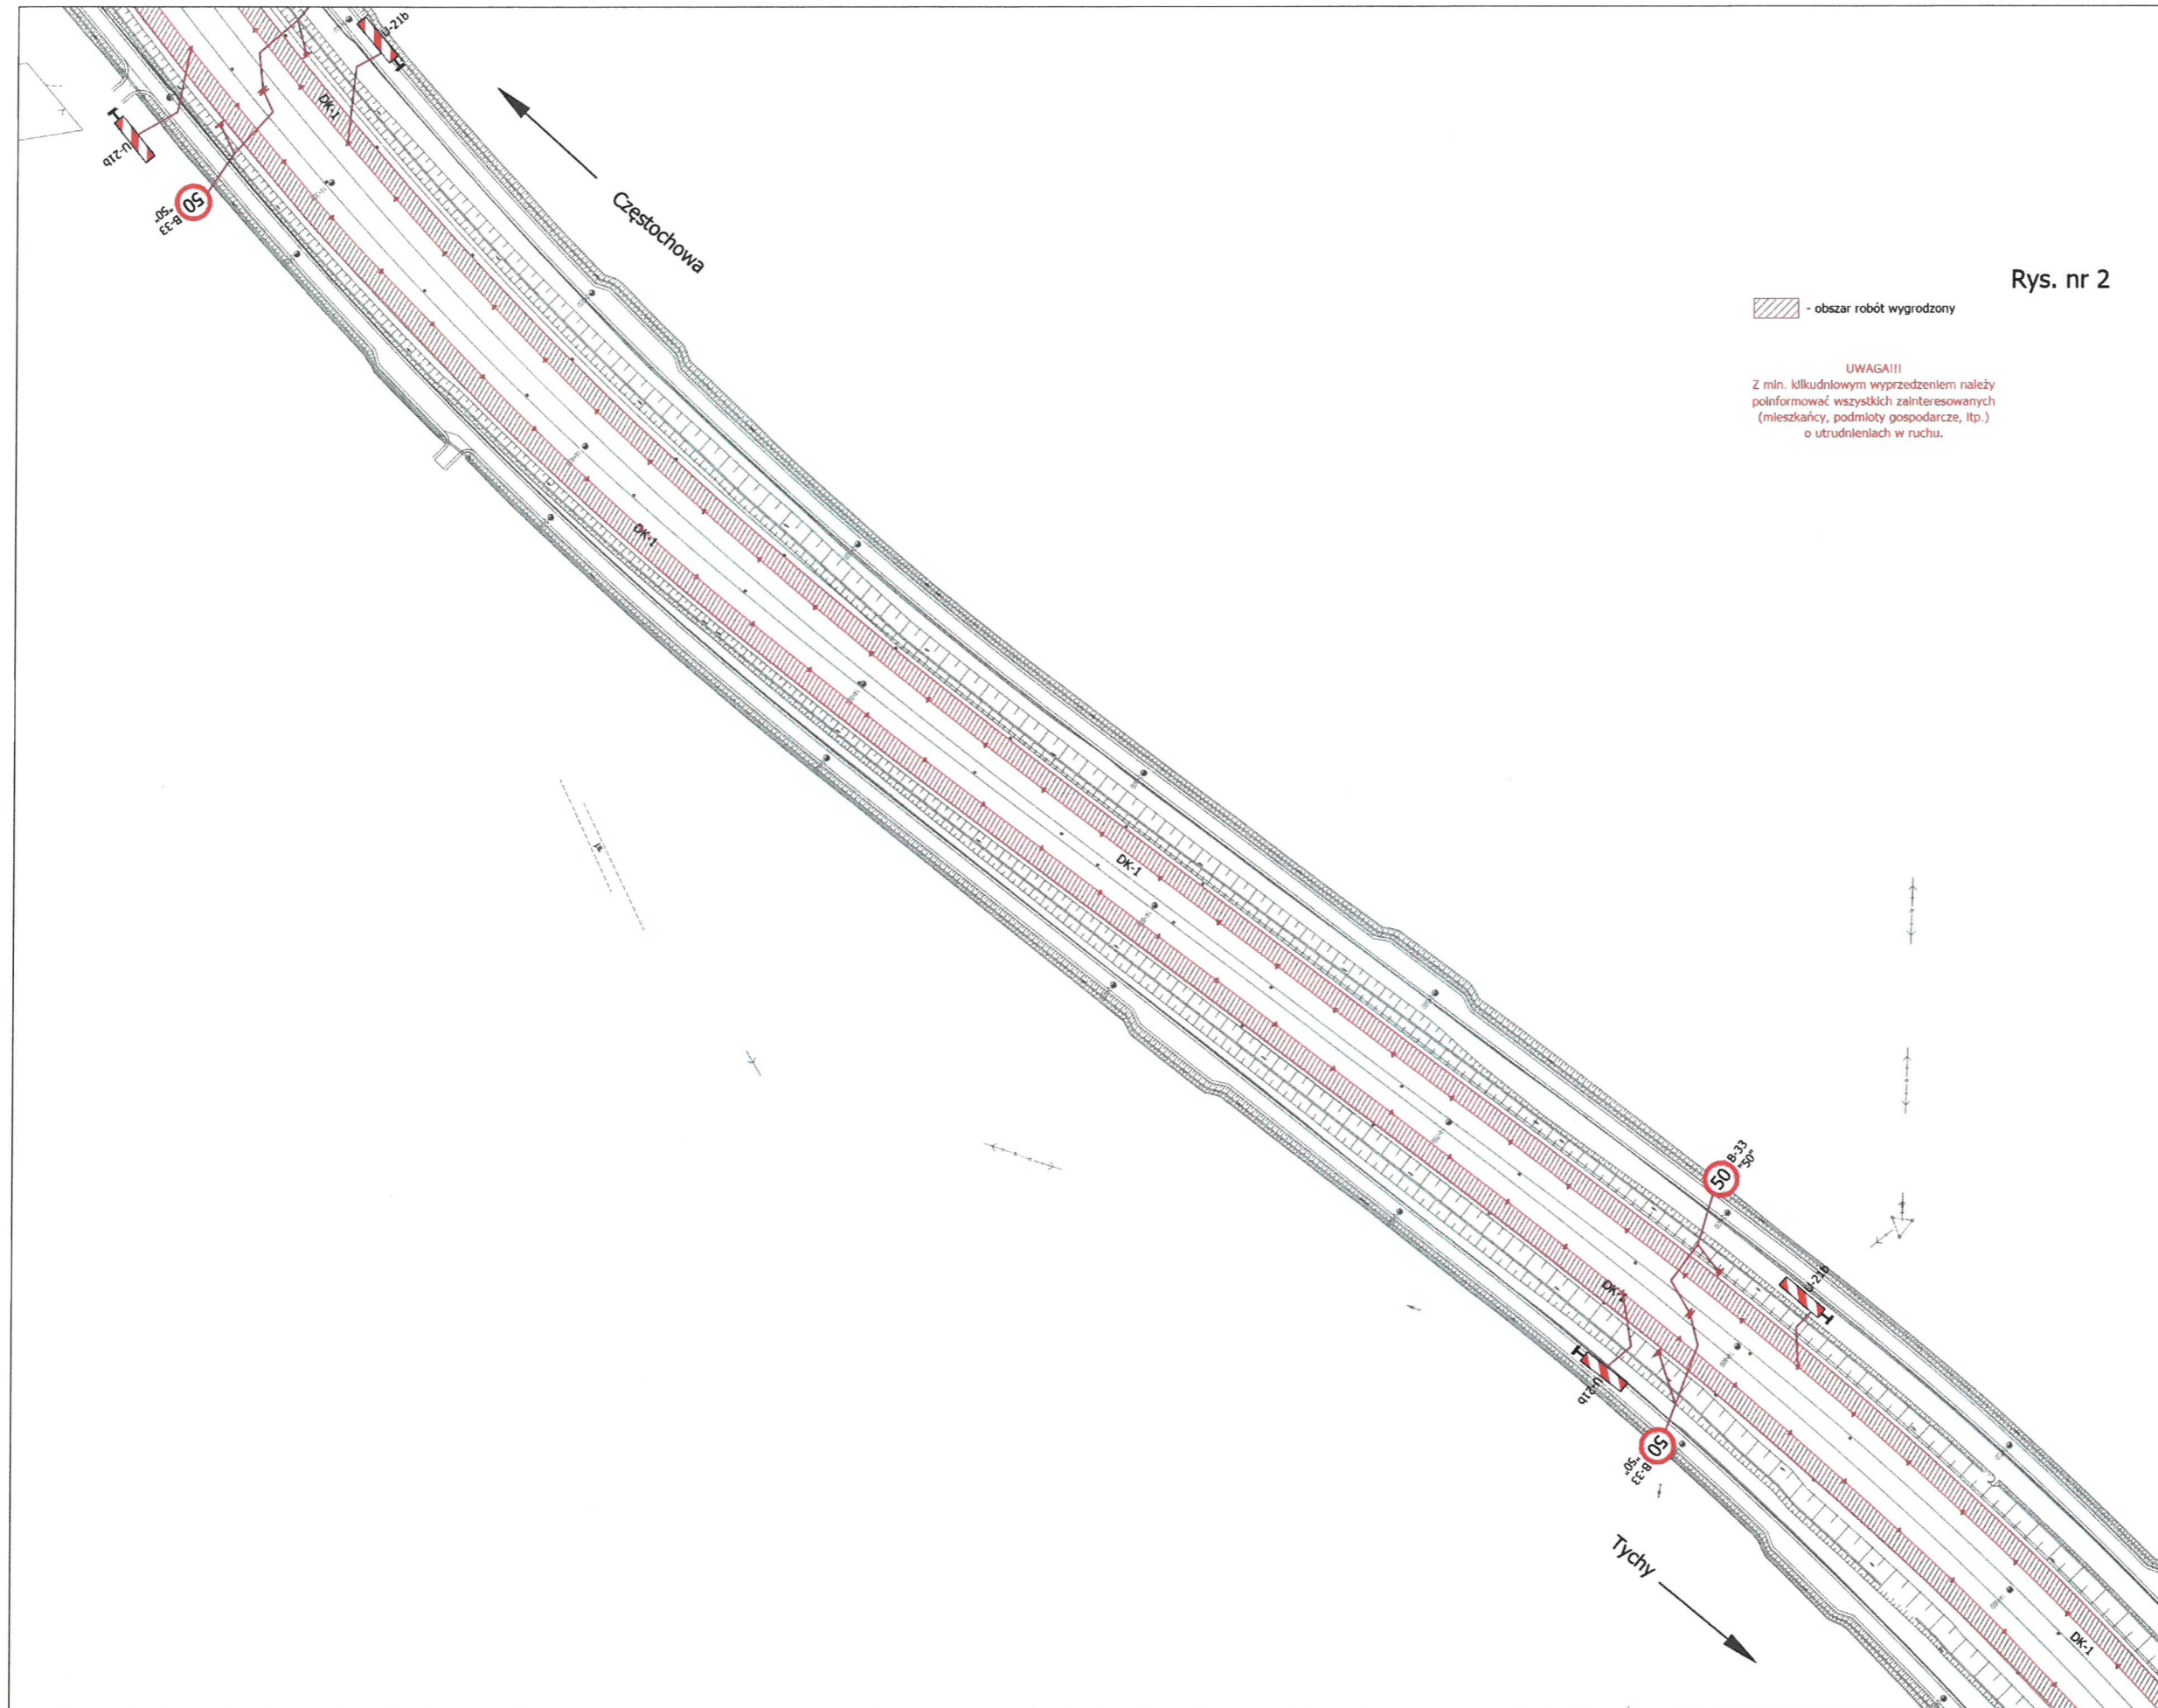 U-21b
DK-1
U-21b
50
B-33
"50"
Częstochowa
Rys. nr 2
- obszar robót wygrodzony
UWAGA!!!
Z min. kilkudniowym wyprzedzeniem należy
poinformować wszystkich zainteresowanych
(mieszkańcy, podmioty gospodarcze, itp.)
o utrudnieniach w ruchu.
DK-1
DK-1
50
B-33
"50"
U-21b
DK-1
U-21b
50
B-33
"50"
Tychy
DK-1